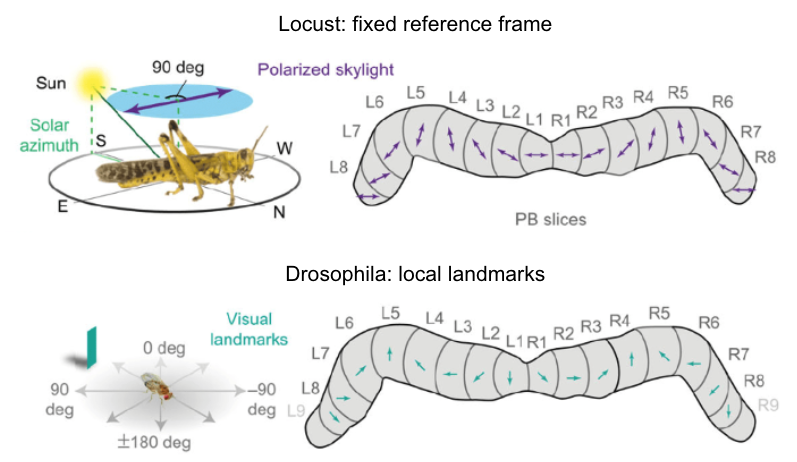 Locust: fixed reference frame
90 deg
Polarized skylight
Sun
Solar
azimuth
S
W
E
N
L8
L7
L6
L5
L4
L3
L2
L1
R1
R2
R3
R4
R5
R6
R7
R8
PB slices
Drosophila: local landmarks
Visual
landmarks
0 deg
90
deg
–90
deg
±180 deg
L9
L8
L7
L6
L5
L4
L3
L2
L1
R1
R2
R3
R4
R5
R6
R7
R8
R9